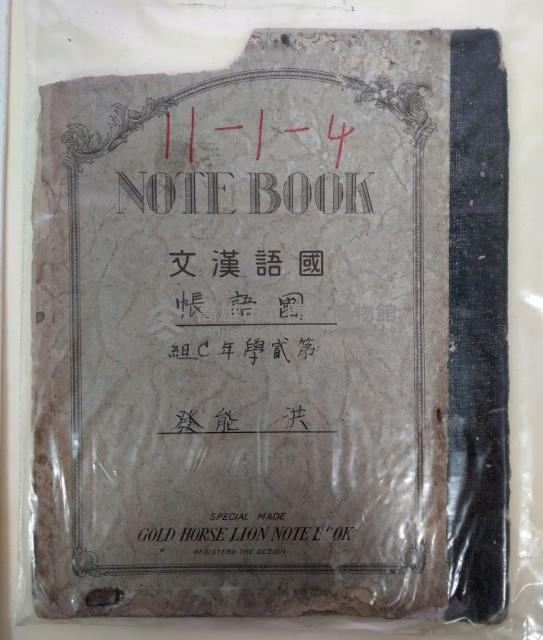 11-1-4
NOTE BOOK
國語漢文
國語帳
第貳學年C組
洪能發
SPECIAL MADE
GOLD HORSE LION NOTE BOOK
REGISTERD THE DESIGN